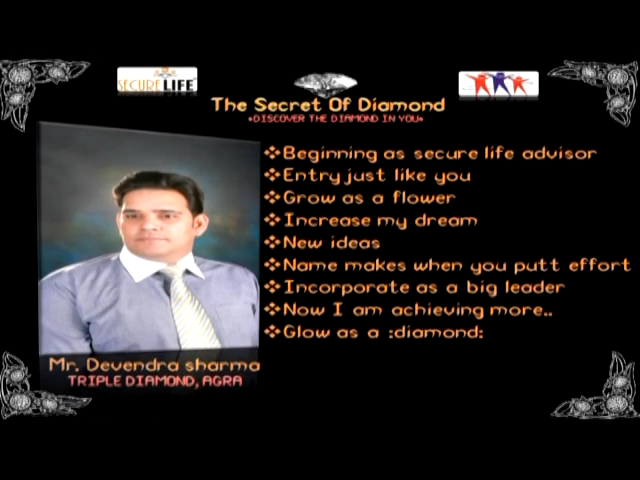 SECURE LIFE
The Secret Of Diamond
*DISCOVER THE DIAMOND IN YOU*
❖Beginning as secure life advisor
❖Entry just like you
❖Grow as a flower
❖Increase my dream
❖New ideas
❖Name makes when you putt effort
❖Incorporate as a big leader
❖Now I am achieving more..
❖Glow as a :diamond:
Mr. Devendra sharma
TRIPLE DIAMOND, AGRA